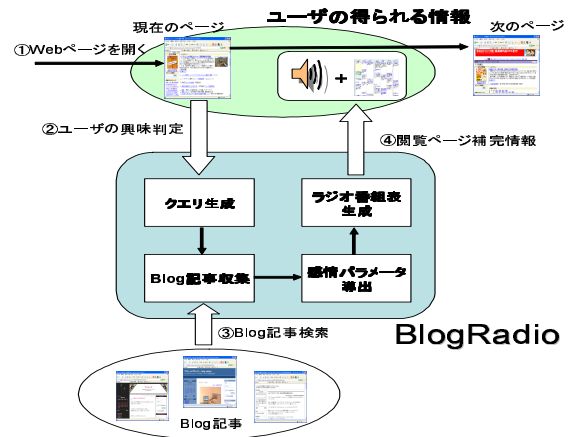 ユーザの得られる情報
現在のページ
次のページ
①Webページを開く
+
②ユーザの興味判定
④閲覧ページ補完情報
クエリ生成
ラジオ番組表
生成
Blog記事収集
感情パラメータ
導出
③Blog記事検索
BlogRadio
Blog記事